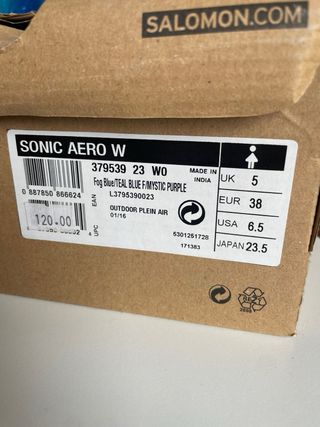 SALOMON.COM
SONIC AERO W
379539 23 W0
MADE IN
INDIA
Fog Blue/TEAL BLUE F/MYSTIC PURPLE
L3795390023
0 887850 866624
EAN
OUTDOOR PLEIN AIR
01/16
120.00
UPC
5301251728
171383
UK 5
EUR 38
USA 6.5
JAPAN 23.5